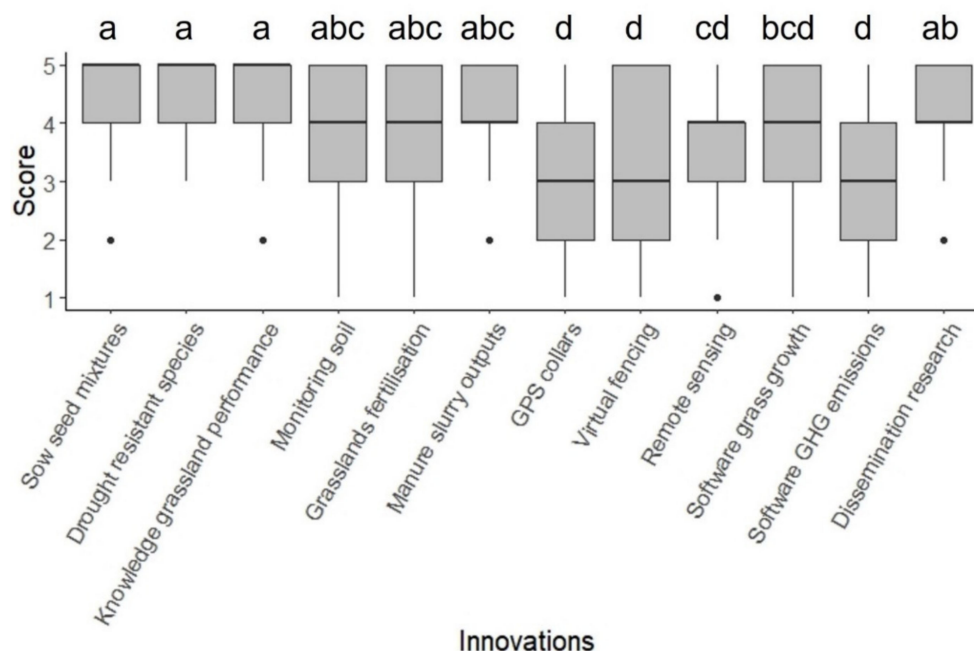 a a a abc abc abc d d cd bcd d ab
Score
5
4
3
2
1
Sow seed mixtures
Drought resistant species
Knowledge grassland performance
Monitoring soil
Grasslands fertilisation
Manure slurry outputs
GPS collars
Virtual fencing
Remote sensing
Software grass growth
Software GHG emissions
Dissemination research
Innovations